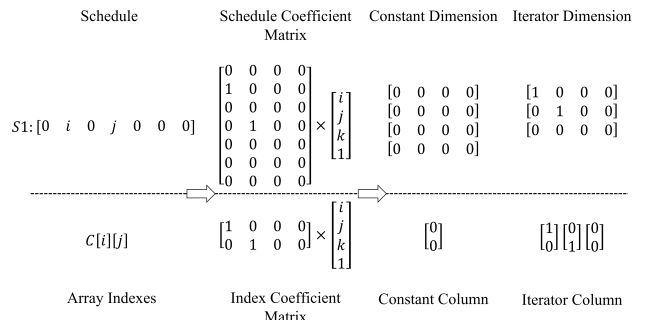 Schedule Schedule Coefficient Matrix Constant Dimension Iterator Dimension
S1: [0 i 0 j 0 0 0]
[0 0 0 0
1 0 0 0
0 0 0 0
0 1 0 0
0 0 0 0
0 0 0 0
0 0 0 0] × [i
j
k
1]
[0 0 0 0]
[0 0 0 0]
[0 0 0 0]
[0 0 0 0]
[1 0 0 0]
[0 1 0 0]
[0 0 0 0]
C[i][j]
[1 0 0 0
0 1 0 0] × [i
j
k
1]
[0
0]
[1
0] [0
1] [0
0]
Array Indexes Index Coefficient Matrix Constant Column Iterator Column